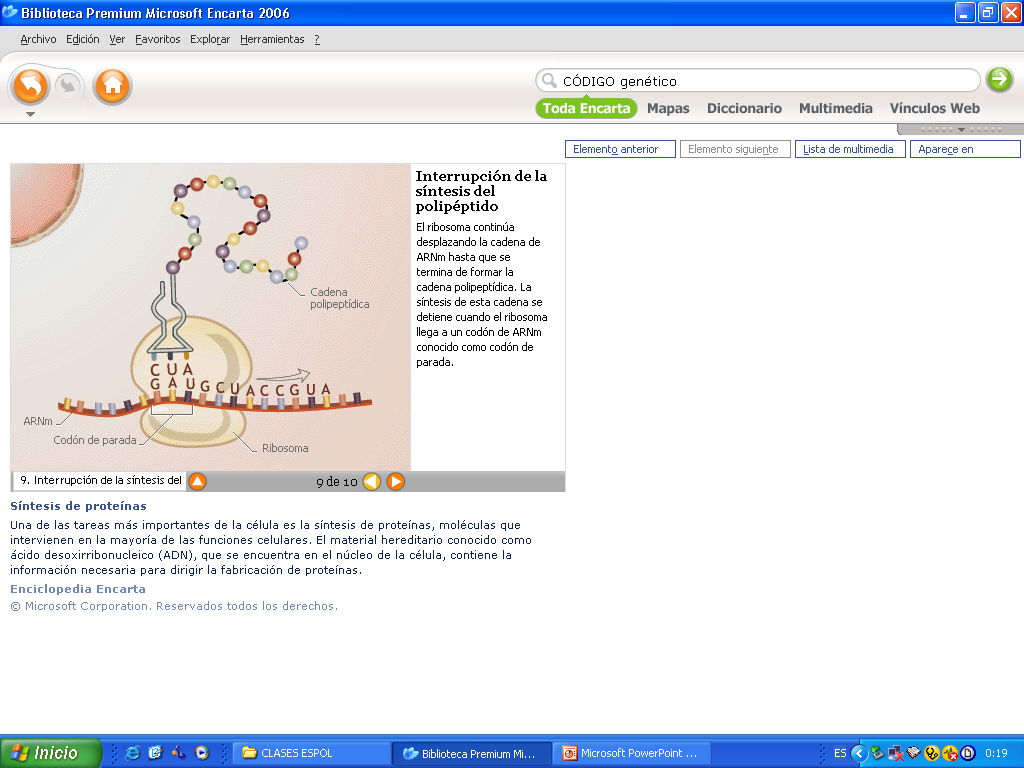 Biblioteca Premium Microsoft Encarta 2006
Archivo Edición Ver Favoritos Explorar Herramientas ?
CÓDIGO genético
Toda Encarta Mapas Diccionario Multimedia Vínculos Web
Elemento anterior Elemento siguiente Lista de multimedia Aparece en
Interrupción de la
síntesis del
polipéptido
El ribosoma continúa
desplazando la cadena de
ARNm hasta que se
termina de formar la
cadena polipeptídica. La
síntesis de esta cadena se
detiene cuando el ribosoma
llega a un codón de ARNm
conocido como codón de
parada.
Cadena
polipeptídica
CUA
GAUGCUACCGUA
ARNm
Codón de parada
Ribosoma
9. Interrupción de la síntesis del
9 de 10
Síntesis de proteínas
Una de las tareas más importantes de la célula es la síntesis de proteínas, moléculas que
intervienen en la mayoría de las funciones celulares. El material hereditario conocido como
ácido desoxirribonucleico (ADN), que se encuentra en el núcleo de la célula, contiene la
información necesaria para dirigir la fabricación de proteínas.
Enciclopedia Encarta
© Microsoft Corporation. Reservados todos los derechos.
Inicio CLASES ESPOL Biblioteca Premium Mi... Microsoft PowerPoint ... ES 0:19